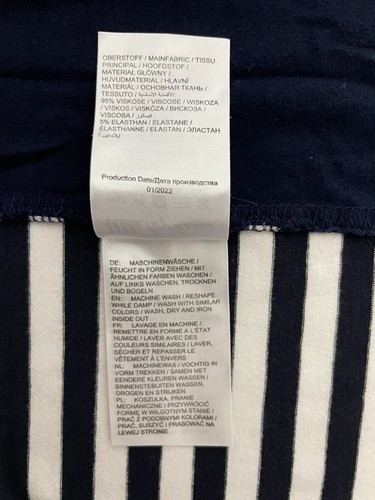 OBERSTOFF / MAINFABRIC / TISSU
PRINCIPAL / HOOFDSTOF /
MATERIAŁ GŁÓWNY /
HUVUDMATERIAL / HLAVNÍ
MATERIÁL / ОСНОВНАЯ ТКАНЬ /
TESSUTO / الأقمشة الأساسية /
95% VISKOSE / VISCOSE / WISKOZA
/ VISKOS / VISKÓZA / ВИСКОЗА /
VISCOSA / فيسكوز /
5% ELASTHAN / ELASTANE /
ÉLASTHANNE / ELASTAN / ЭЛАСТАН
/ إيلاستين
Production Date/Дата производства
01/2022
DE: MASCHINENWÄSCHE /
FEUCHT IN FORM ZIEHEN / MIT
ÄHNLICHEN FARBEN WASCHEN /
AUF LINKS WASCHEN, TROCKNEN
UND BÜGELN
EN: MACHINE WASH / RESHAPE
WHILE DAMP / WASH WITH SIMILAR
COLORS / WASH, DRY AND IRON
INSIDE OUT
FR: LAVAGE EN MACHINE /
REMETTRE EN FORME A L'ÉTAT
HUMIDE / LAVER AVEC DES
COULEURS SIMILAIRES / LAVER,
SÉCHER ET REPASSER LE
VÊTEMENT À L'ENVERS
NL: MACHINEWAS / VOCHTIG IN
VORM TREKKEN / SAMEN MET
EENDERE KLEUREN WASSEN /
BINNENSTEBUITEN WASSEN,
DROGEN EN STRIJKEN
PL: KOSZULKA, PRANIE
MECHANICZNE / PRZYWRÓCIĆ
FORMĘ W WILGOTNYM STANIE /
PRAĆ Z PODOBNYMI KOLORAMI /
PRAĆ, SUSZYĆ I PRASOWAĆ NA
LEWEJ STRONIE